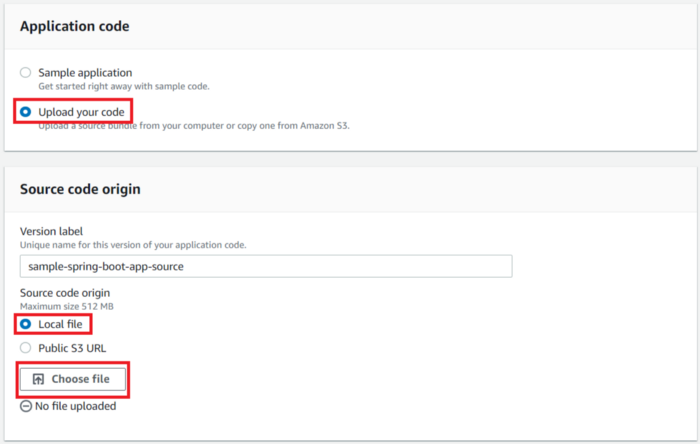 Application code
Sample application
Get started right away with sample code.
Upload your code
Upload a source bundle from your computer or copy one from Amazon S3.
Source code origin
Version label
Unique name for this version of your application code.
sample-spring-boot-app-source
Source code origin
Maximum size 512 MB
Local file
Public S3 URL
Choose file
No file uploaded